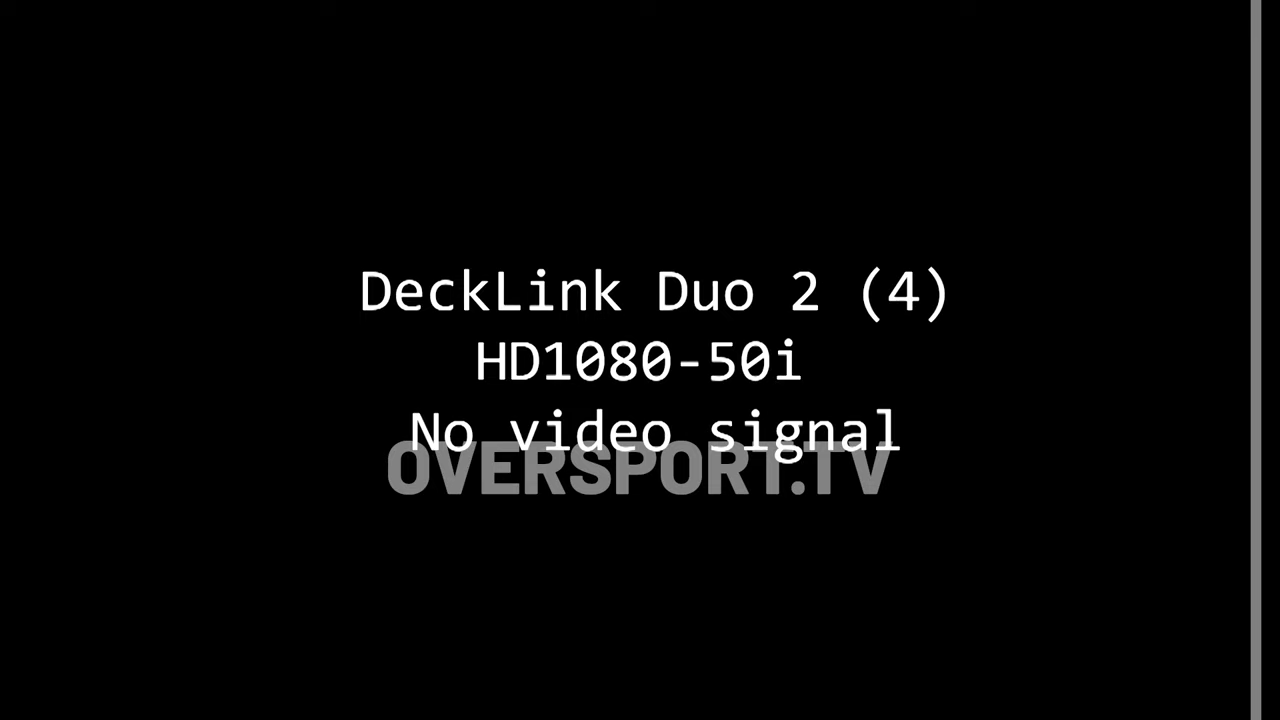 DeckLink Duo 2 (4)
HD1080-50i
No video signal
OVERSPORT.TV